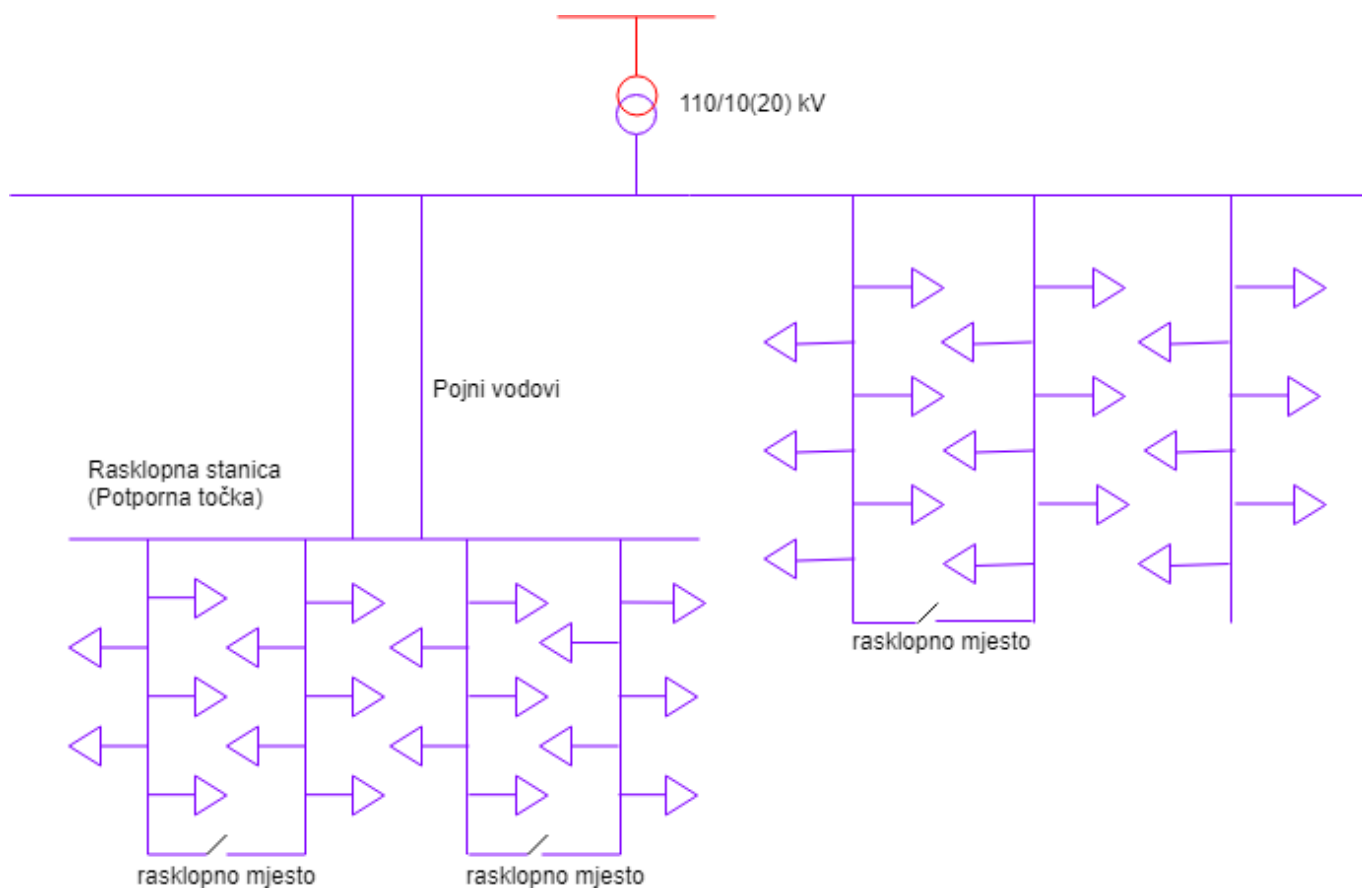 110/10(20) kV
Pojni vodovi
Rasklopna stanica
(Potporna točka)
rasklopno mjesto
rasklopno mjesto
rasklopno mjesto